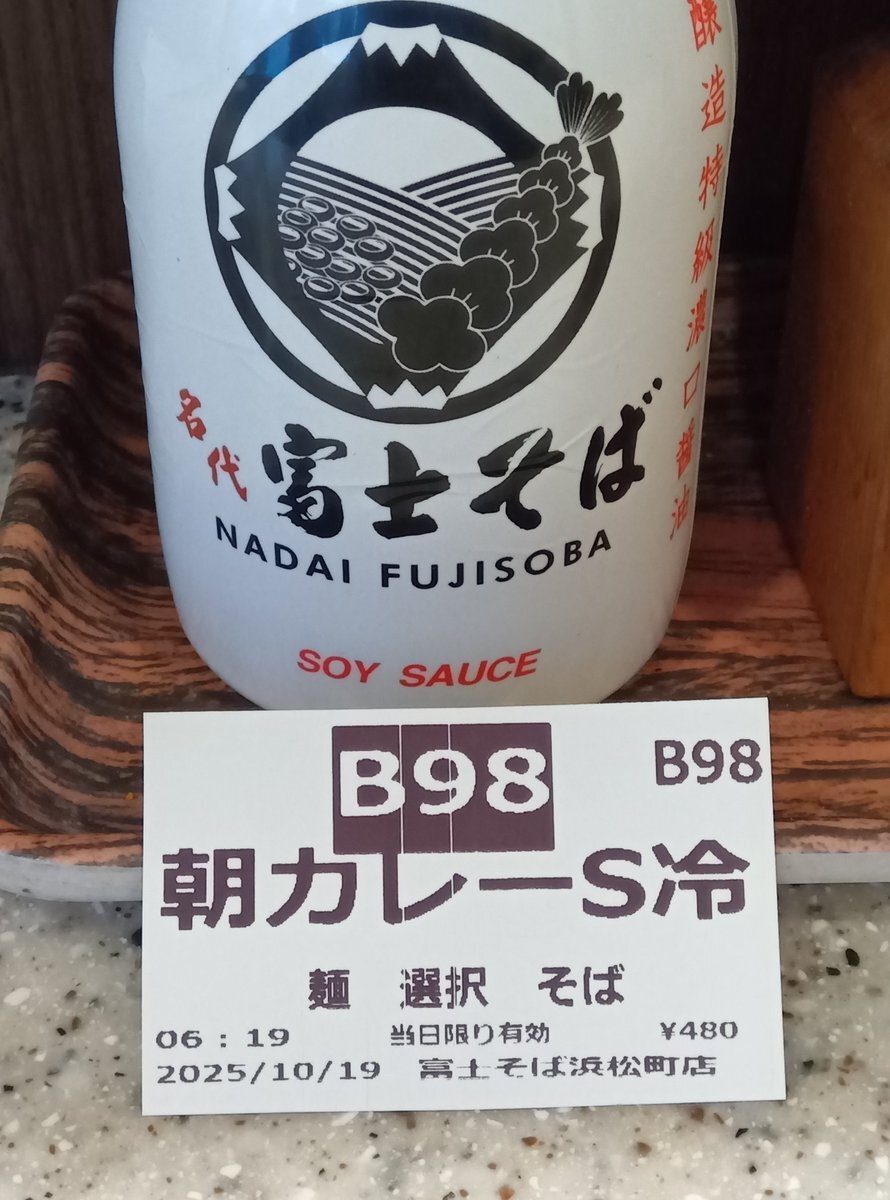 名代
富士そば
NADAI FUJISOBA
SOY SAUCE
醸造特級濃口醤油
B98
B98
朝カレーS冷
麺 選択 そば
06:19 当日限り有効 ¥480
2025/10/19 富士そば浜松町店